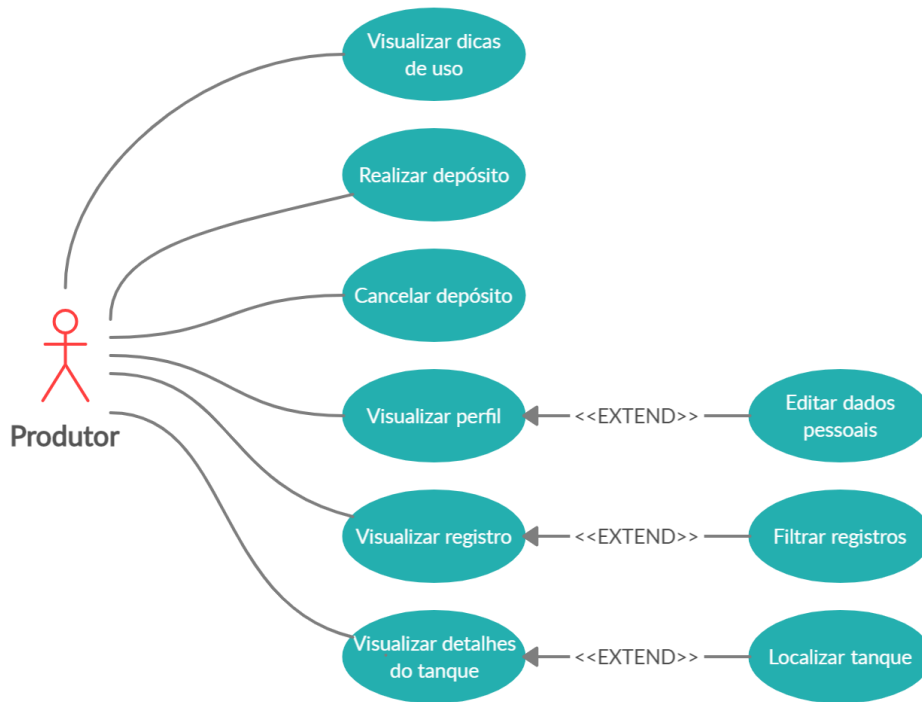 Visualizar dicas
de uso
Realizar depósito
Cancelar depósito
Produtor
Visualizar perfil
<<EXTEND>>
Editar dados
pessoais
Visualizar registro
<<EXTEND>>
Filtrar registros
Visualizar detalhes
do tanque
<<EXTEND>>
Localizar tanque